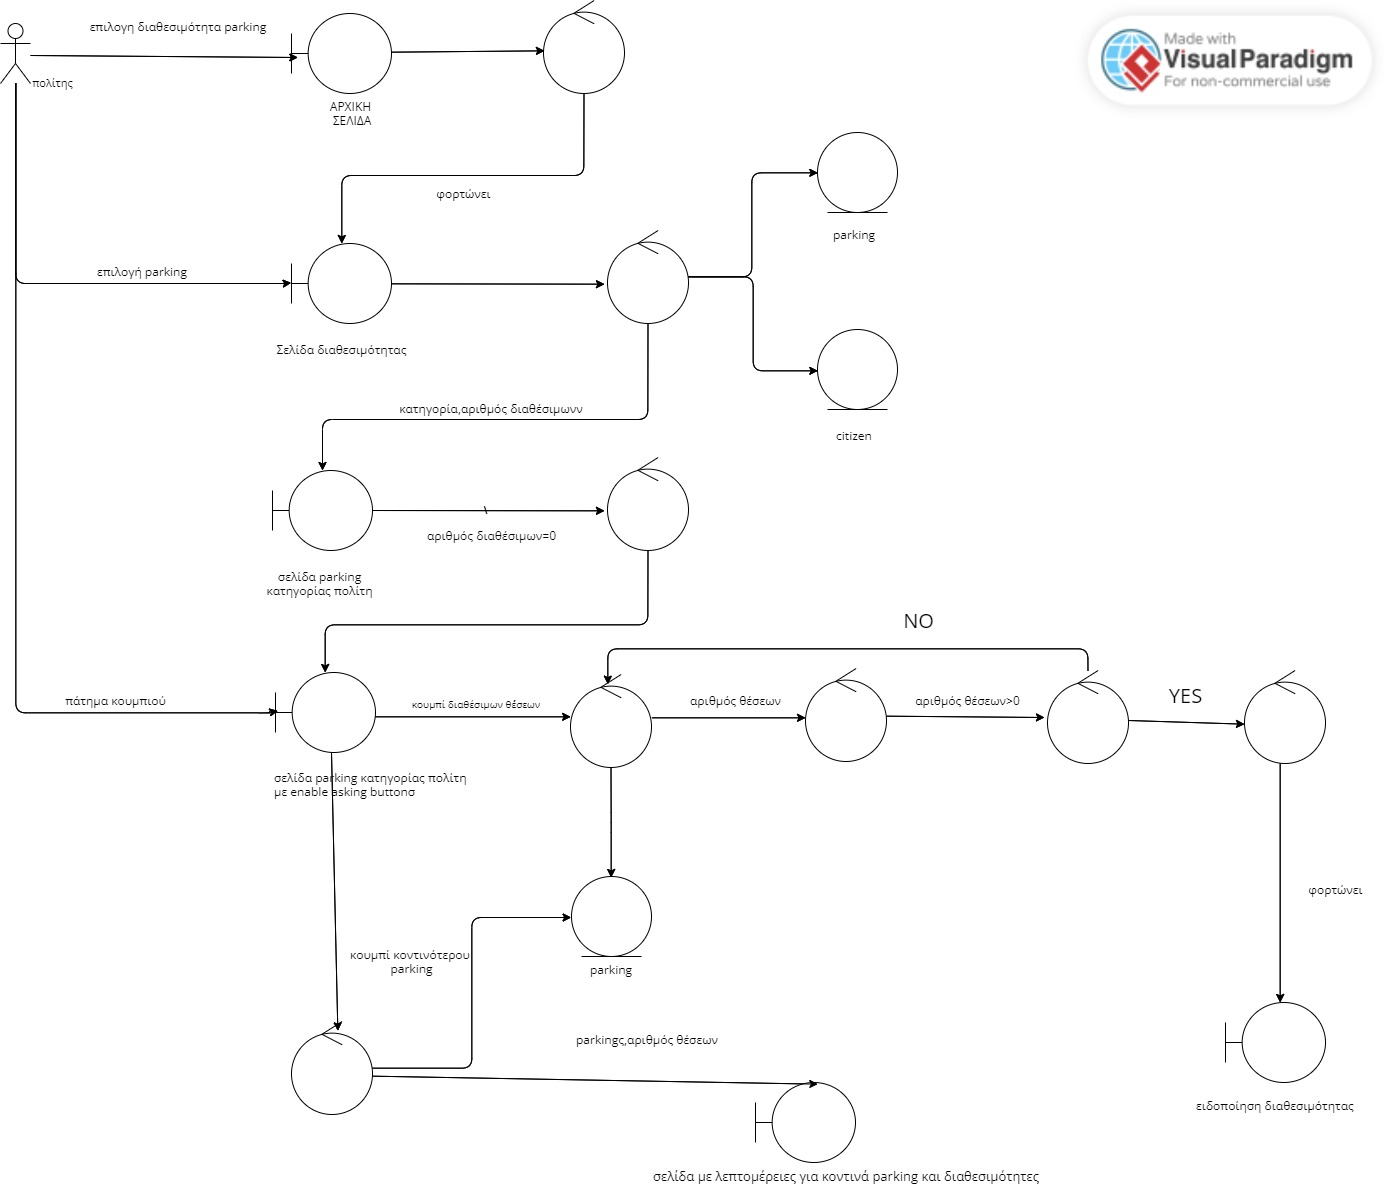 επιλογη διαθεσιμότητα parking
Made with
Visual Paradigm
For non-commercial use
πολίτης
ΑΡΧΙΚΗ
ΣΕΛΙΔΑ
φορτώνει
parking
επιλογή parking
Σελίδα διαθεσιμότητας
κατηγορία,αριθμός διαθέσιμωνν
citizen
\
αριθμός διαθέσιμων=0
σελίδα parking
κατηγορίας πολίτη
NO
πάτημα κουμπιού
κουμπί διαθέσιμων θέσεων
αριθμός θέσεων
αριθμός θέσεων>0
YES
σελίδα parking κατηγορίας πολίτη
με enable asking buttonσ
φορτώνει
κουμπί κοντινότερου
parking
parking
parkingς,αριθμός θέσεων
ειδοποίηση διαθεσιμότητας
σελίδα με λεπτομέρειες για κοντινά parking και διαθεσιμότητες